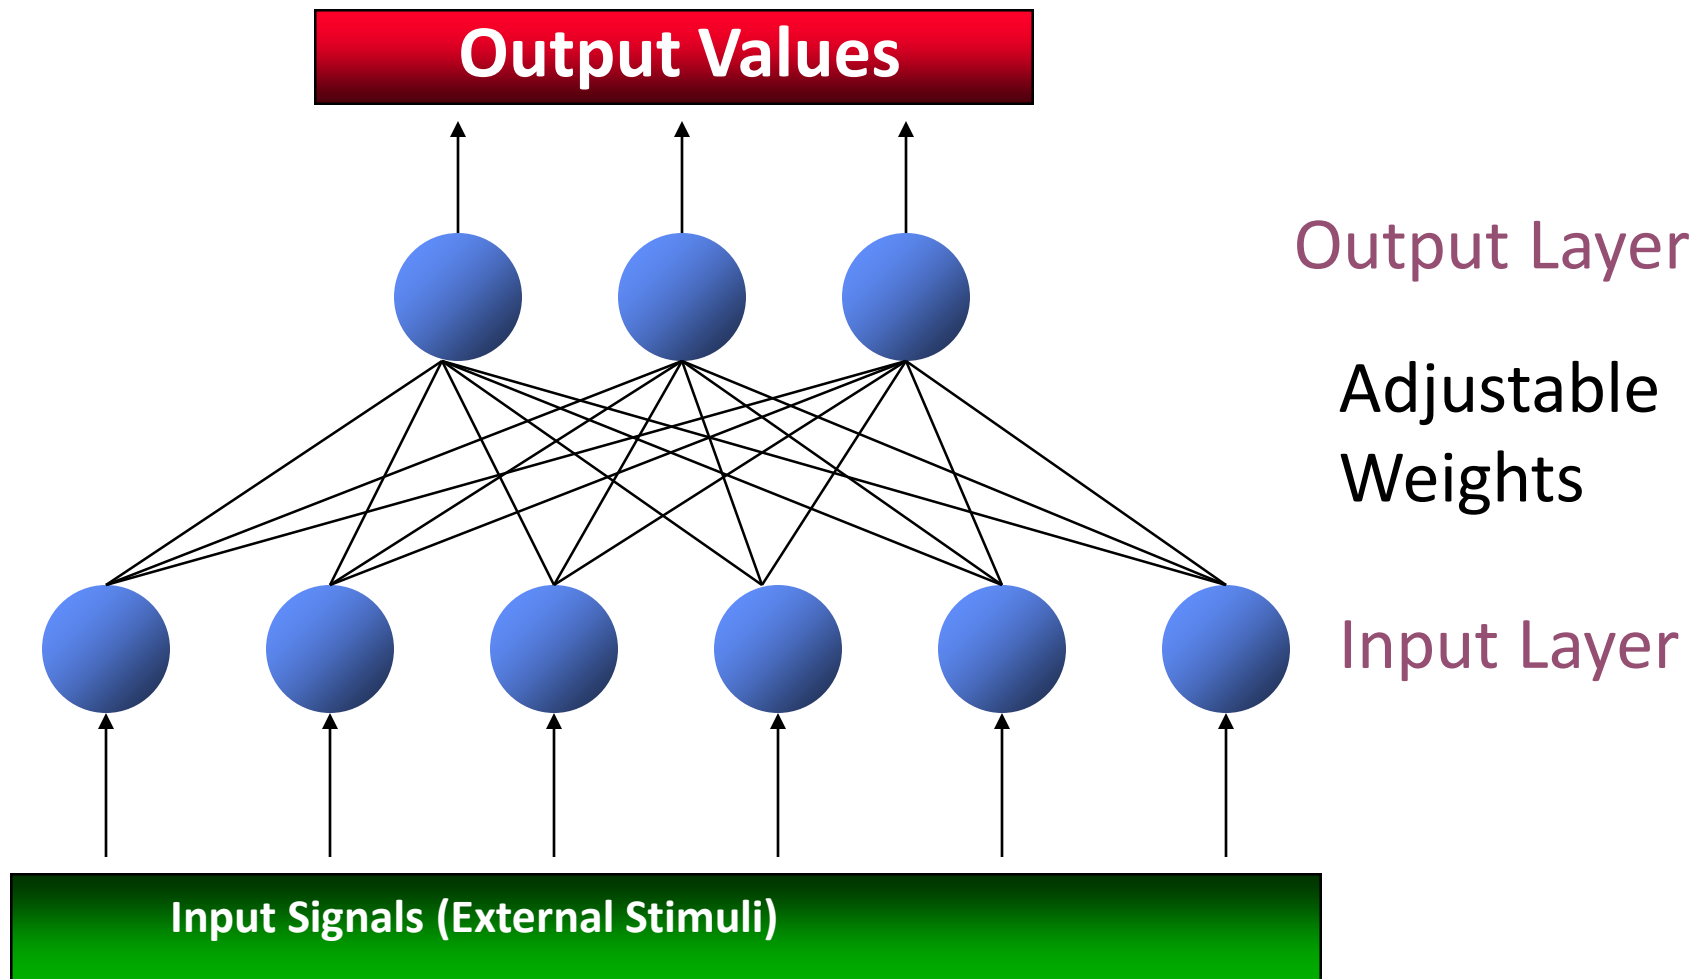 Output Values
Output Layer
Adjustable
Weights
Input Layer
Input Signals (External Stimuli)